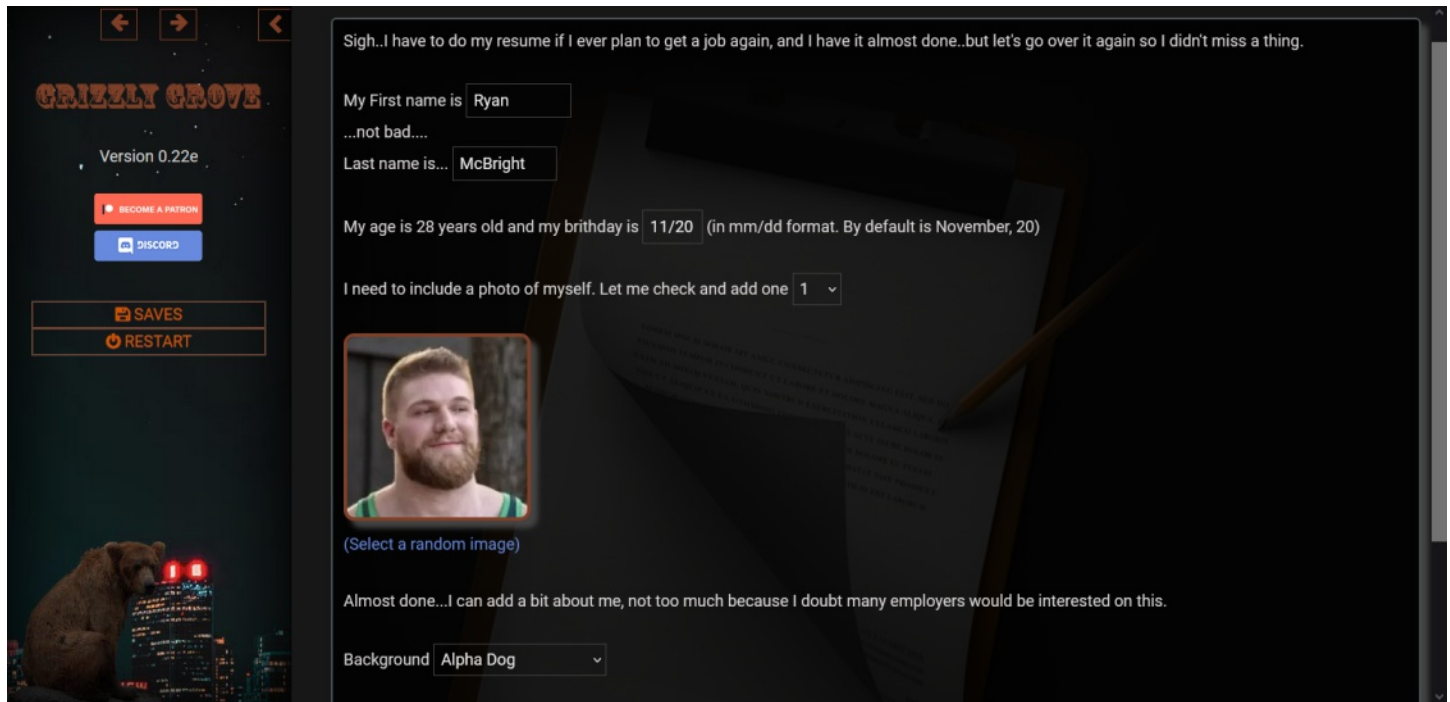 GRIZZLY GROVE
Version 0.22e
BECOME A PATRON
DISCORD
SAVES
RESTART
Sigh..I have to do my resume if I ever plan to get a job again, and I have it almost done..but let's go over it again so I didn't miss a thing.
My First name is Ryan
...not bad....
Last name is... McBright
My age is 28 years old and my brithday is 11/20 (in mm/dd format. By default is November, 20)
I need to include a photo of myself. Let me check and add one 1
(Select a random image)
Almost done...I can add a bit about me, not too much because I doubt many employers would be interested on this.
Background Alpha Dog